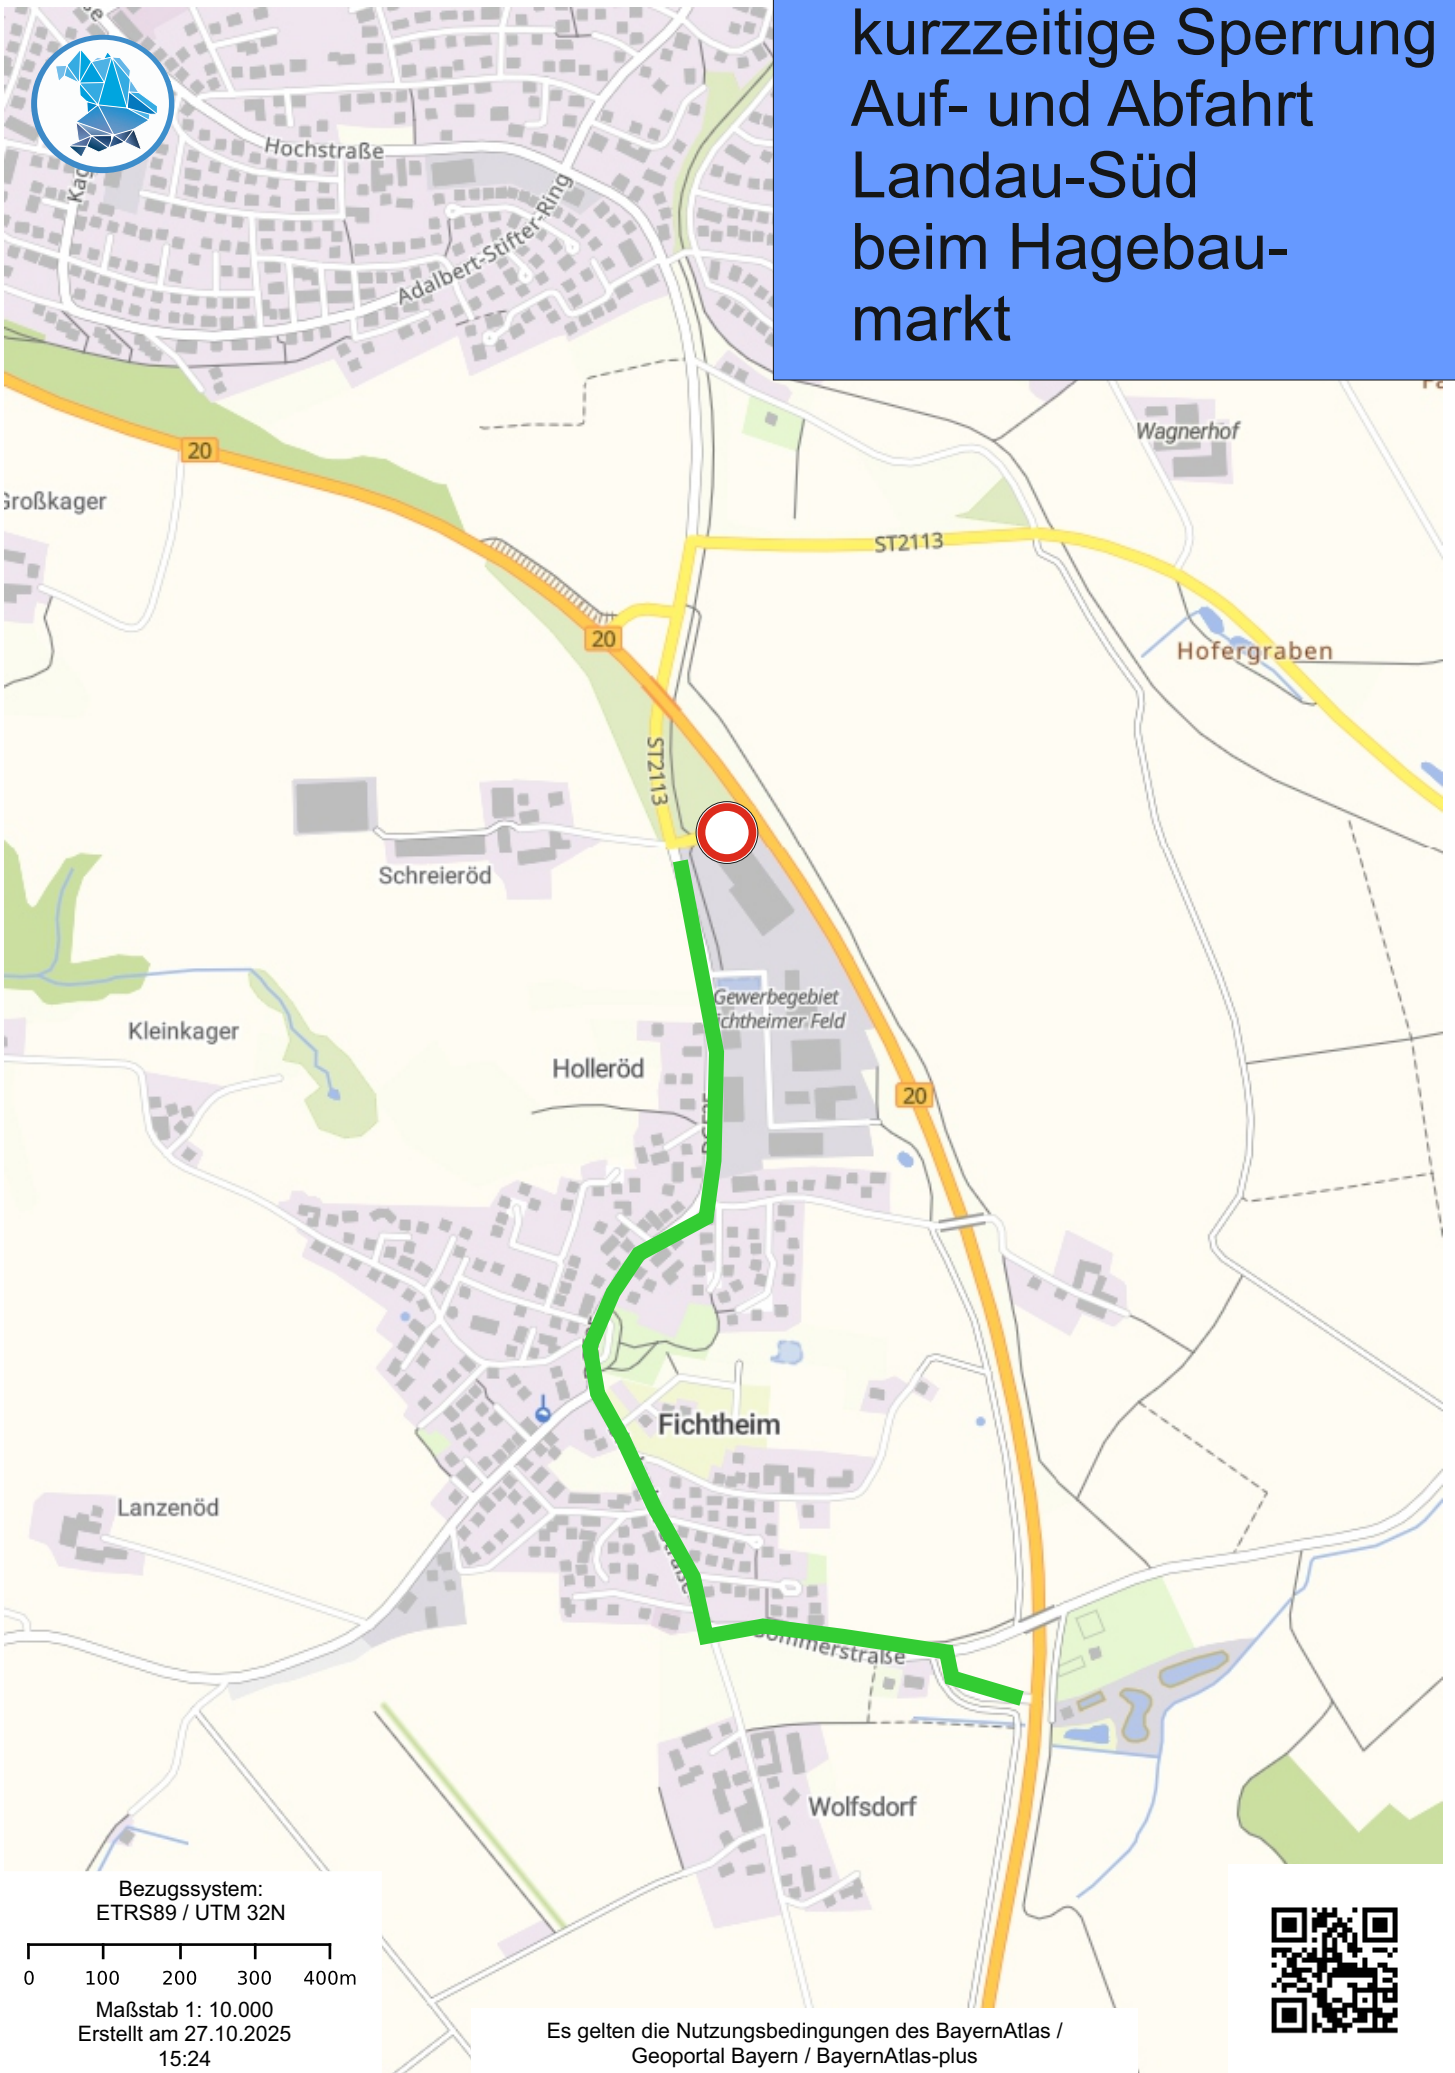 kurzzeitige Sperrung
Auf- und Abfahrt
Landau-Süd
beim Hagebau-
markt
Hochstraße
Adalbert-Stifter-Ring
Wagnerhof
20
Großkager
ST2113
20
Hofergraben
ST2113
Schreieröd
Gewerbegebiet
Kleinkager
Holleröd
20
Fichtheim
Lanzenöd
Wolfsdorf
Bezugssystem:
ETRS89 / UTM 32N
0 100 200 300 400m
Maßstab 1: 10.000
Erstellt am 27.10.2025
15:24
Es gelten die Nutzungsbedingungen des BayernAtlas /
Geoportal Bayern / BayernAtlas-plus